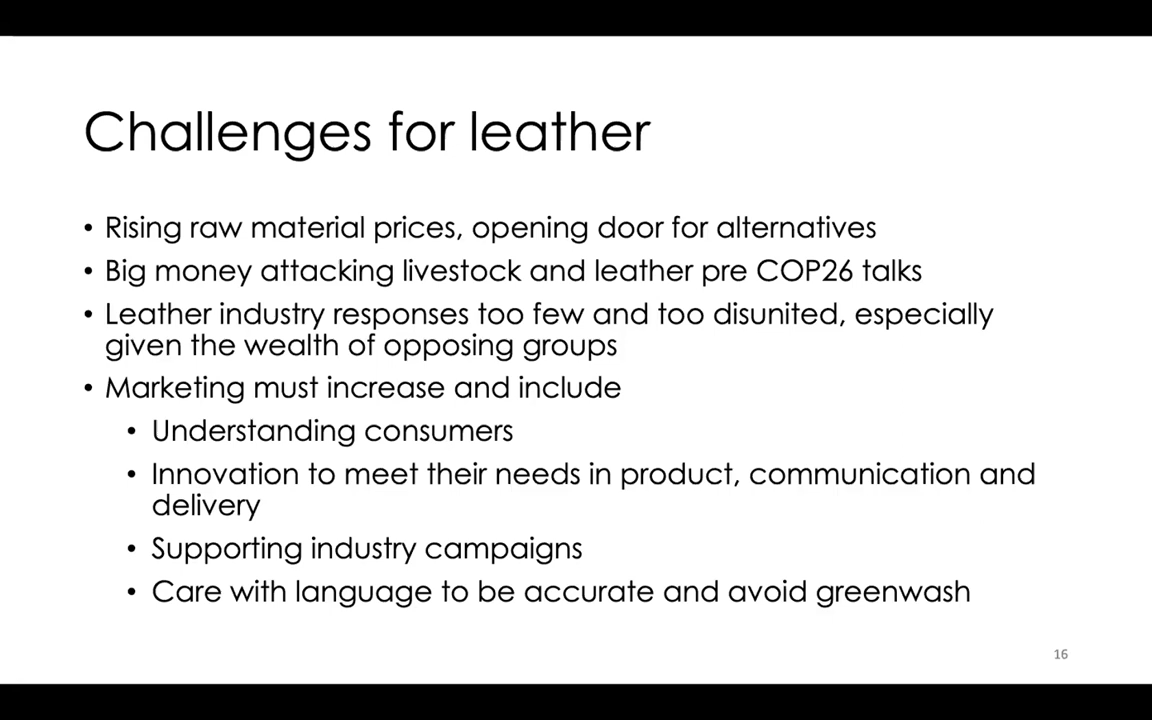 Challenges for leather
• Rising raw material prices, opening door for alternatives
• Big money attacking livestock and leather pre COP26 talks
• Leather industry responses too few and too disunited, especially
given the wealth of opposing groups
• Marketing must increase and include
• Understanding consumers
• Innovation to meet their needs in product, communication and
delivery
• Supporting industry campaigns
• Care with language to be accurate and avoid greenwash
16